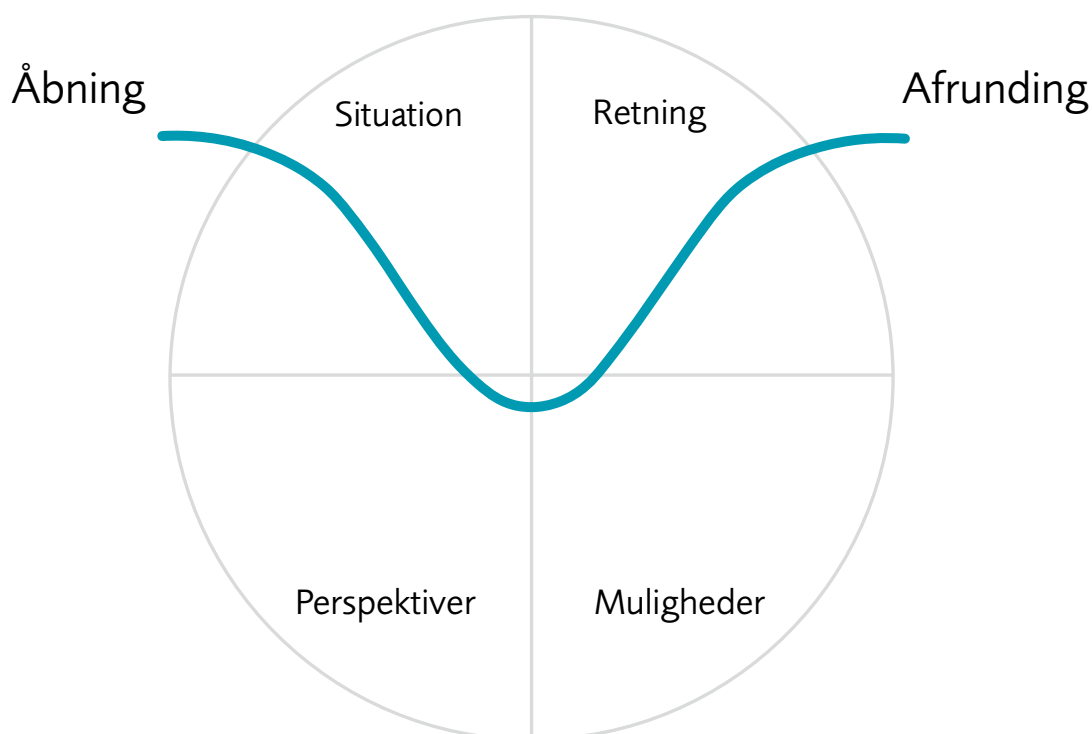 Åbning
Situation
Retning
Afrunding
Perspektiver
Muligheder